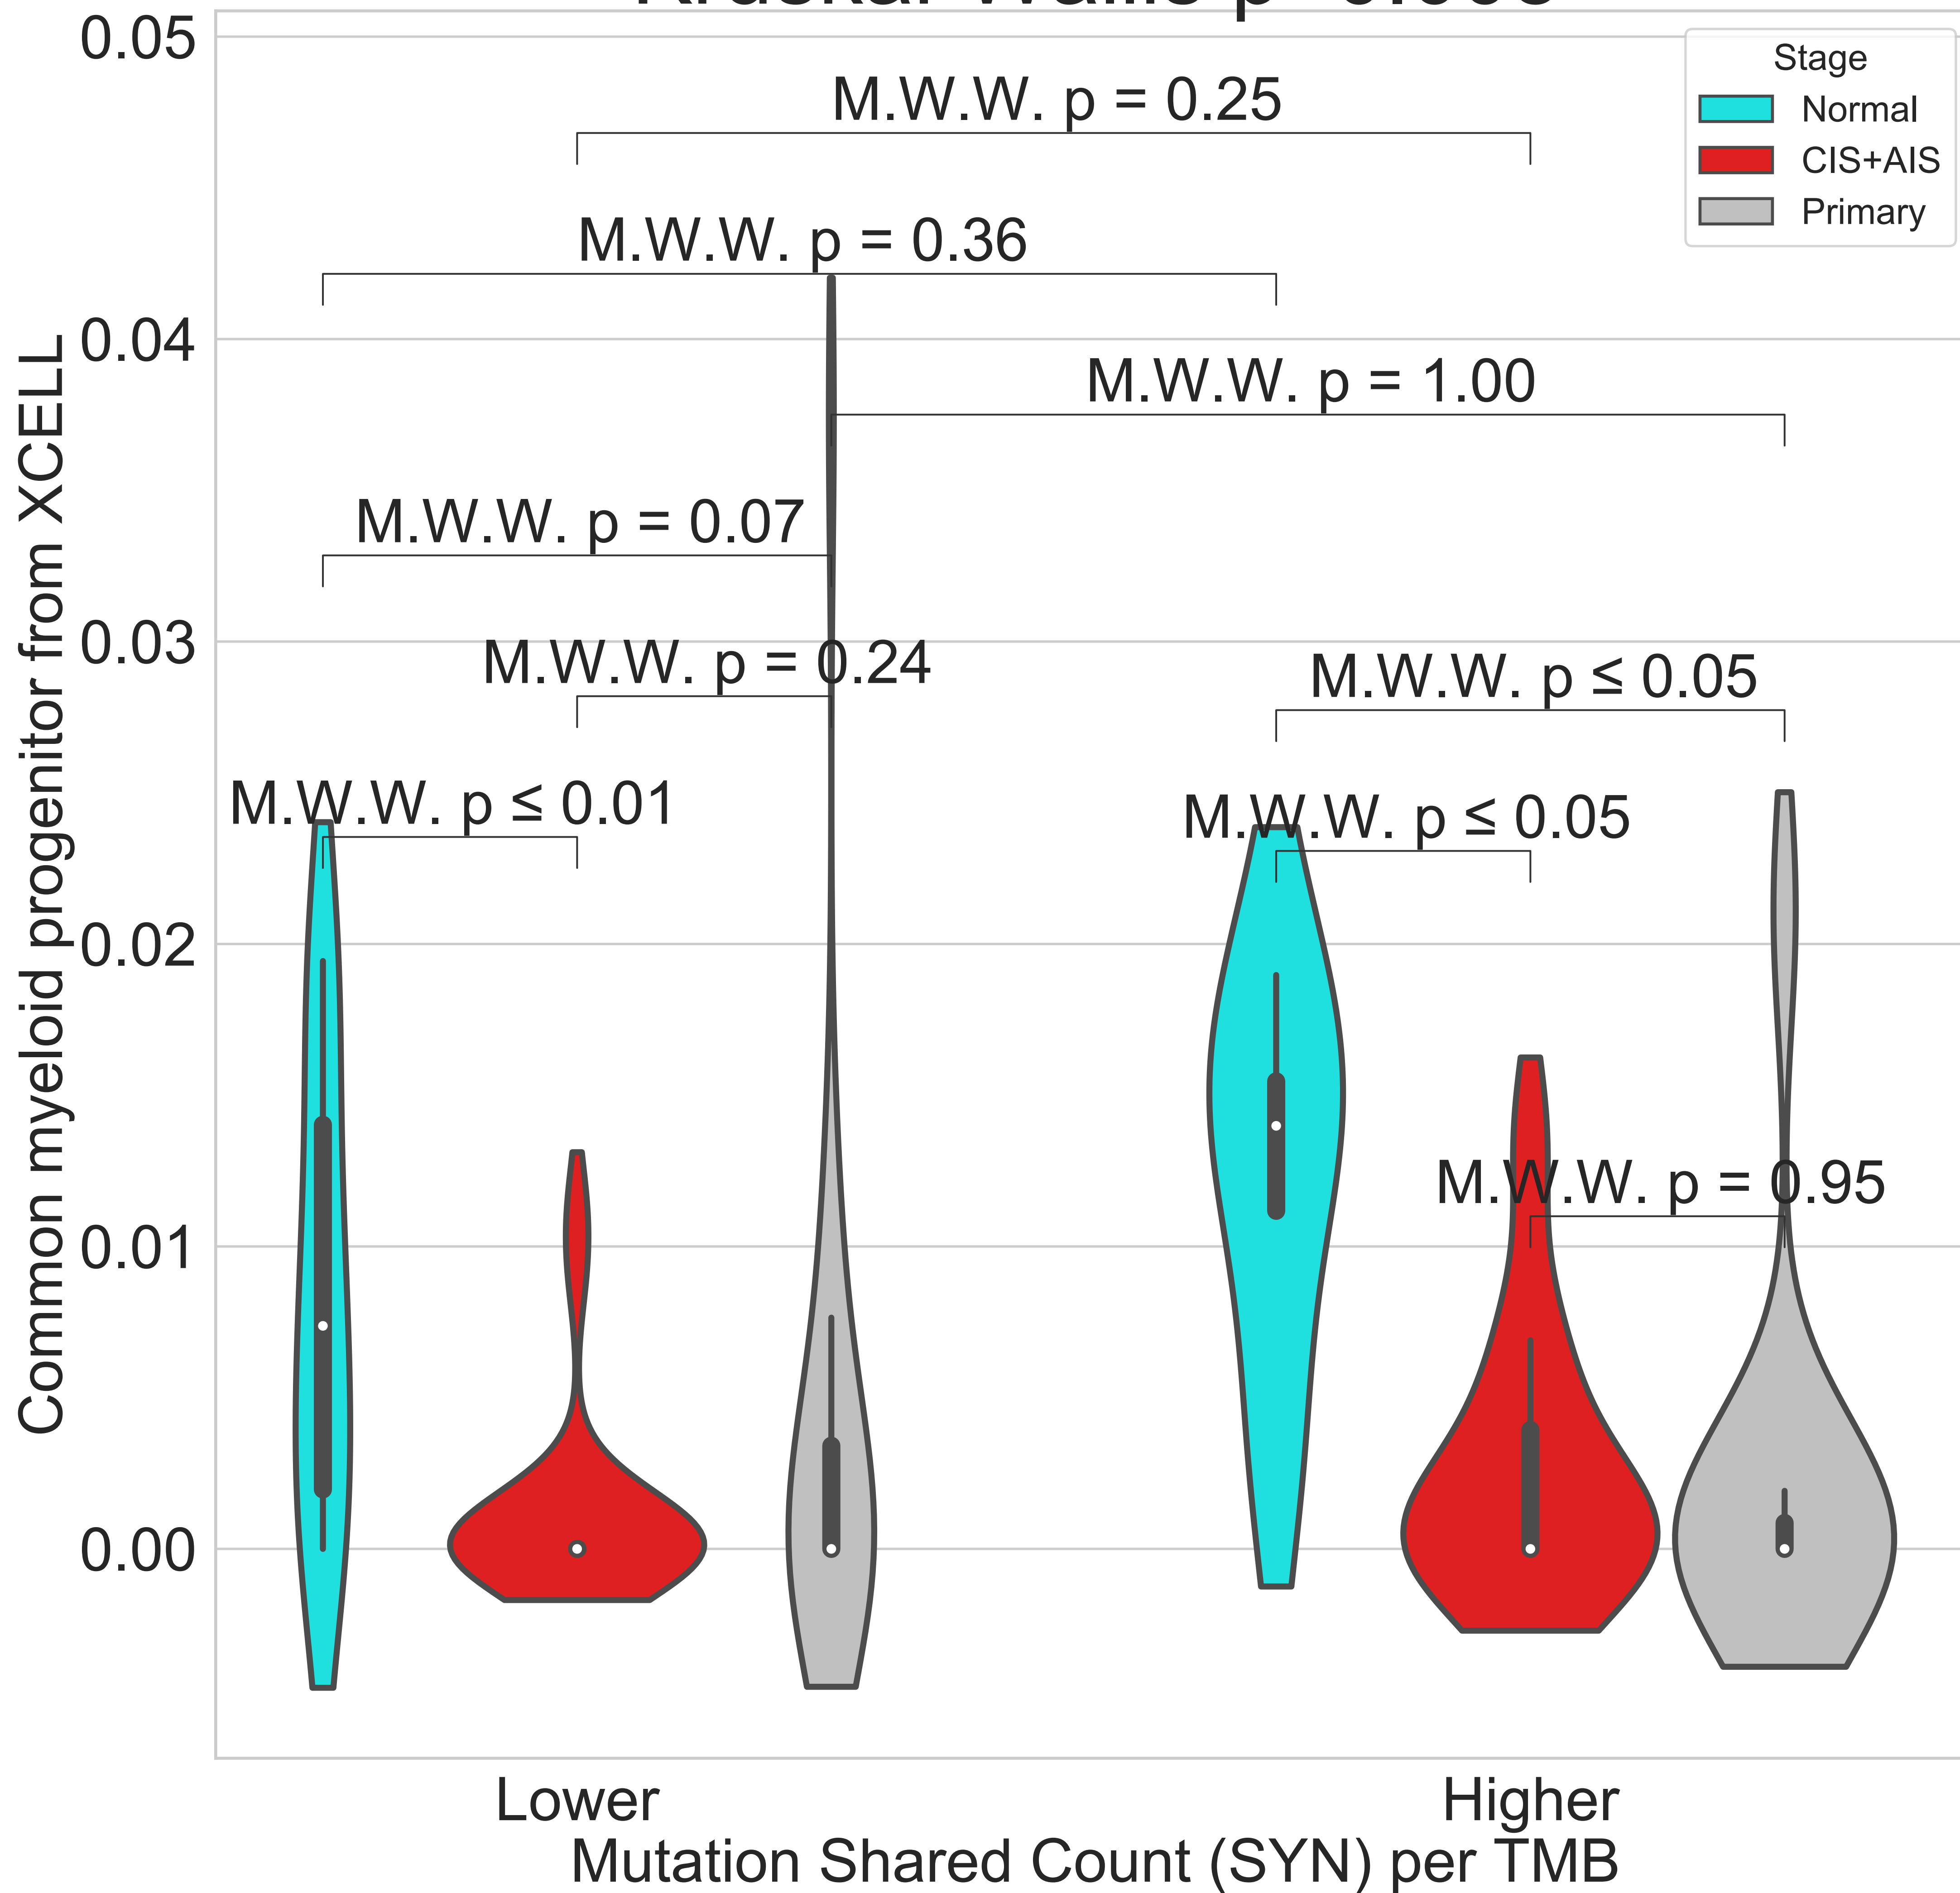 0.05
0.04
0.03
0.02
0.01
0.00
Common myeloid progenitor from XCELL
Stage
Normal
CIS+AIS
Primary
M.W.W. p = 0.25
M.W.W. p = 0.36
M.W.W. p = 1.00
M.W.W. p = 0.07
M.W.W. p = 0.24
M.W.W. p ≤ 0.05
M.W.W. p ≤ 0.01
M.W.W. p ≤ 0.05
M.W.W. p = 0.95
Lower
Higher
Mutation Shared Count (SYN) per TMB